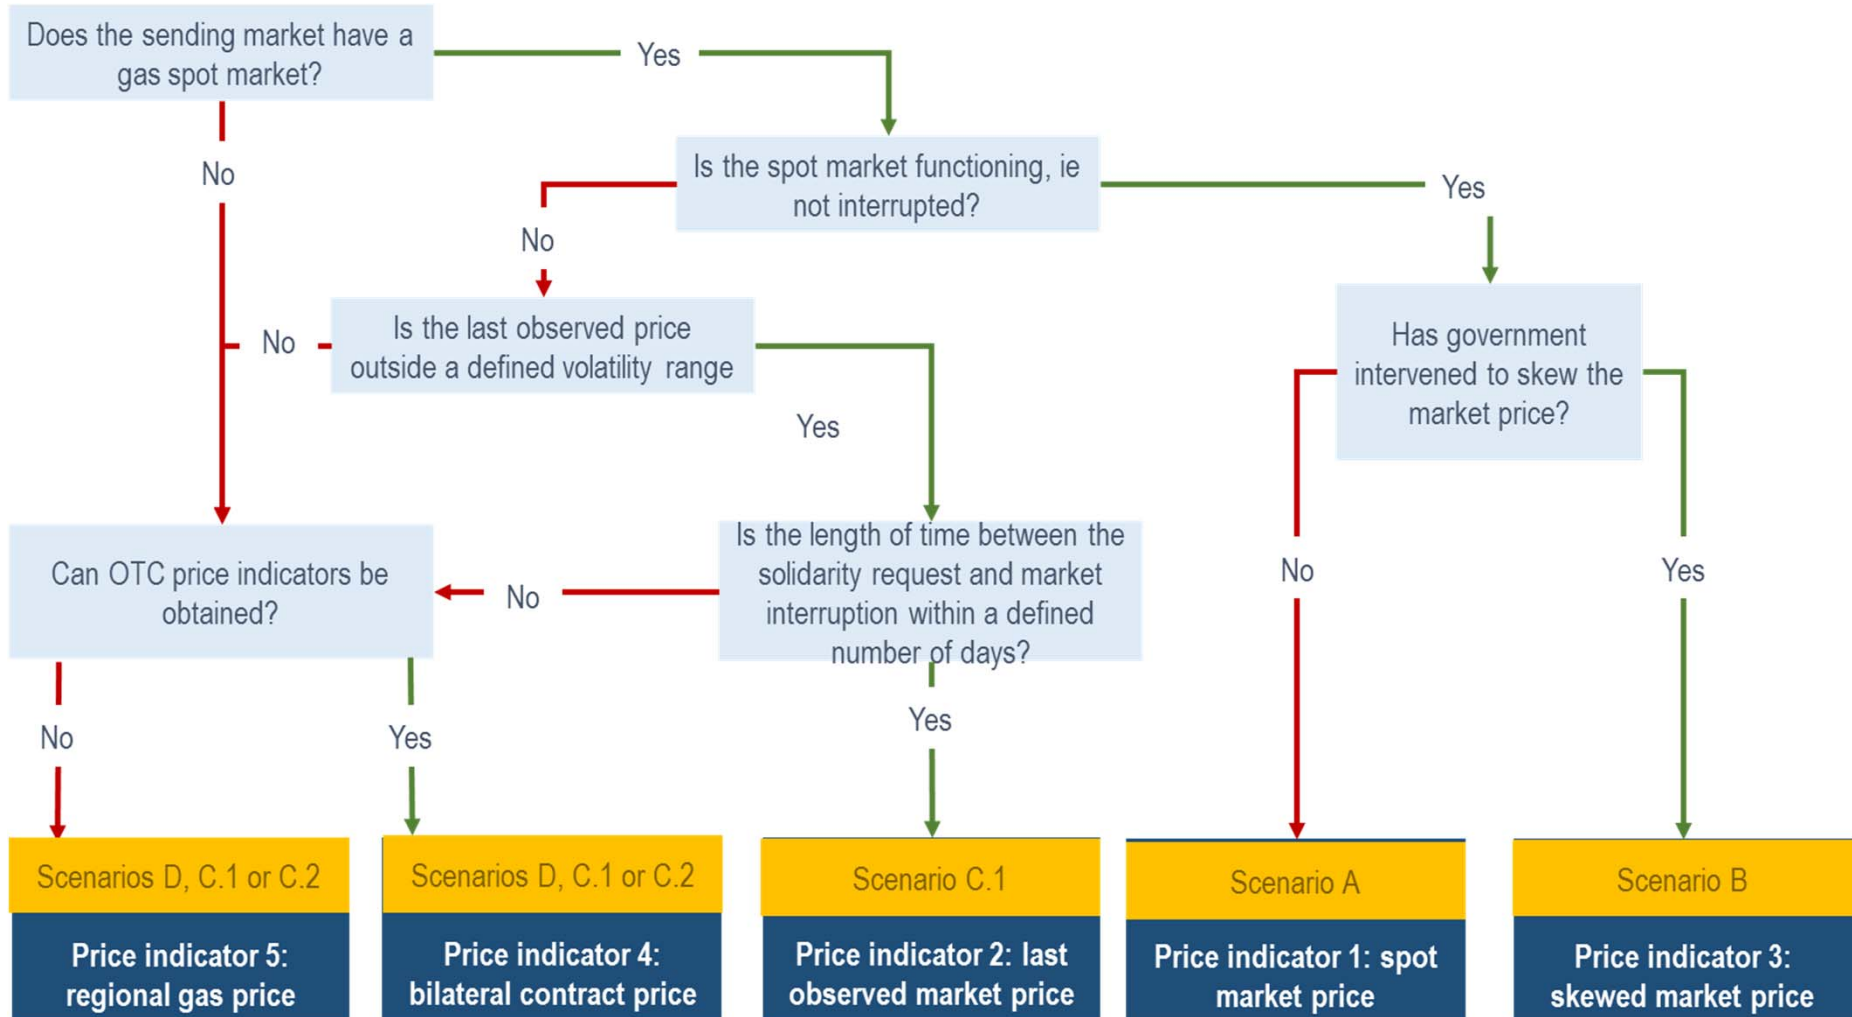 Does the sending market have a
gas spot market?
Yes
No
Is the spot market functioning, ie
not interrupted?
Yes
No
Is the last observed price
outside a defined volatility range
No
Yes
Has government
intervened to skew the
market price?
No
Yes
Can OTC price indicators be
obtained?
No
Is the length of time between the
solidarity request and market
interruption within a defined
number of days?
No
Yes
Yes
Scenarios D, C.1 or C.2
Price indicator 5:
regional gas price
Scenarios D, C.1 or C.2
Price indicator 4:
bilateral contract price
Scenario C.1
Price indicator 2: last
observed market price
Scenario A
Price indicator 1: spot
market price
Scenario B
Price indicator 3:
skewed market price